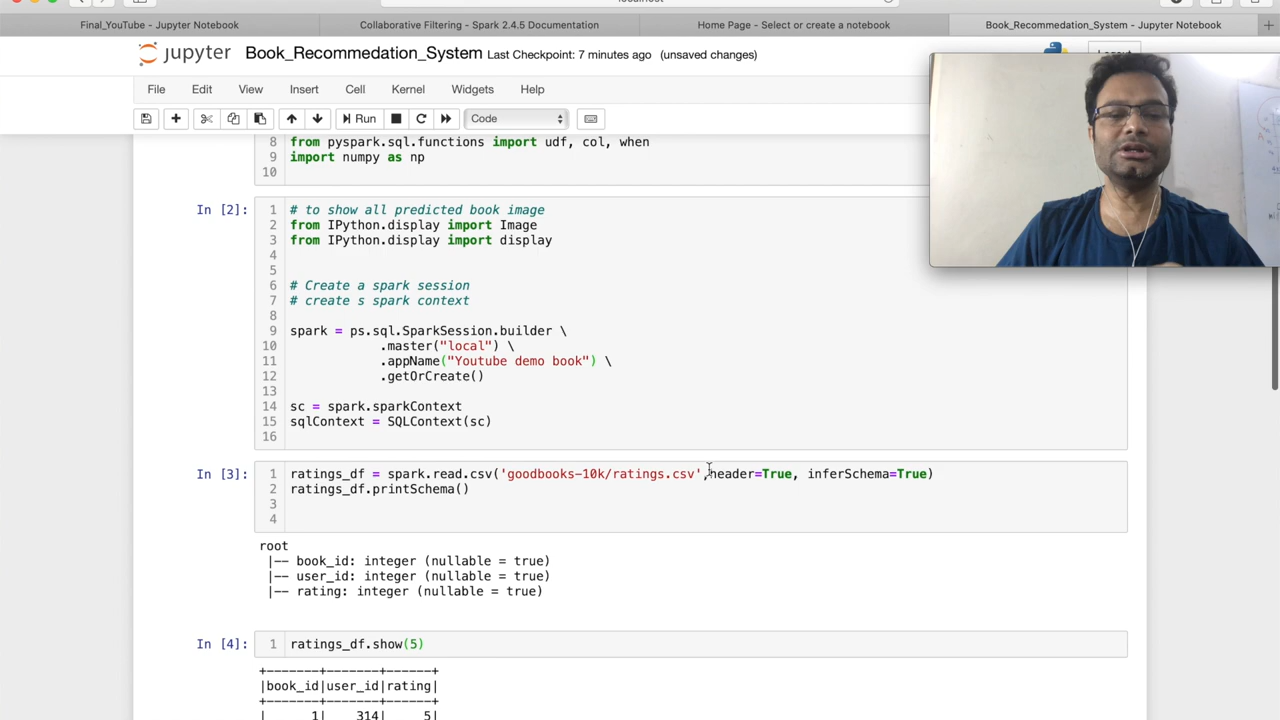 localhost
Final_YouTube - Jupyter Notebook
Collaborative Filtering - Spark 2.4.5 Documentation
Home Page - Select or create a notebook
Book_Recommedation_System - Jupyter Notebook
+
jupyter Book_Recommedation_System Last Checkpoint: 7 minutes ago (unsaved changes)
Logout
File Edit View Insert Cell Kernel Widgets Help
Run Code
8 from pyspark.sql.functions import udf, col, when
9 import numpy as np
10
In [2]:
1 # to show all predicted book image
2 from IPython.display import Image
3 from IPython.display import display
4
5
6 # Create a spark session
7 # create s spark context
8
9 spark = ps.sql.SparkSession.builder \
10 .master("local") \
11 .appName("Youtube demo book") \
12 .getOrCreate()
13
14 sc = spark.sparkContext
15 sqlContext = SQLContext(sc)
16
In [3]:
1 ratings_df = spark.read.csv('goodbooks-10k/ratings.csv',header=True, inferSchema=True)
2 ratings_df.printSchema()
3
4
root
|-- book_id: integer (nullable = true)
|-- user_id: integer (nullable = true)
|-- rating: integer (nullable = true)
In [4]:
1 ratings_df.show(5)
+-------+-------+------+
|book_id|user_id|rating|
+-------+-------+------+
| 1| 314| 5|